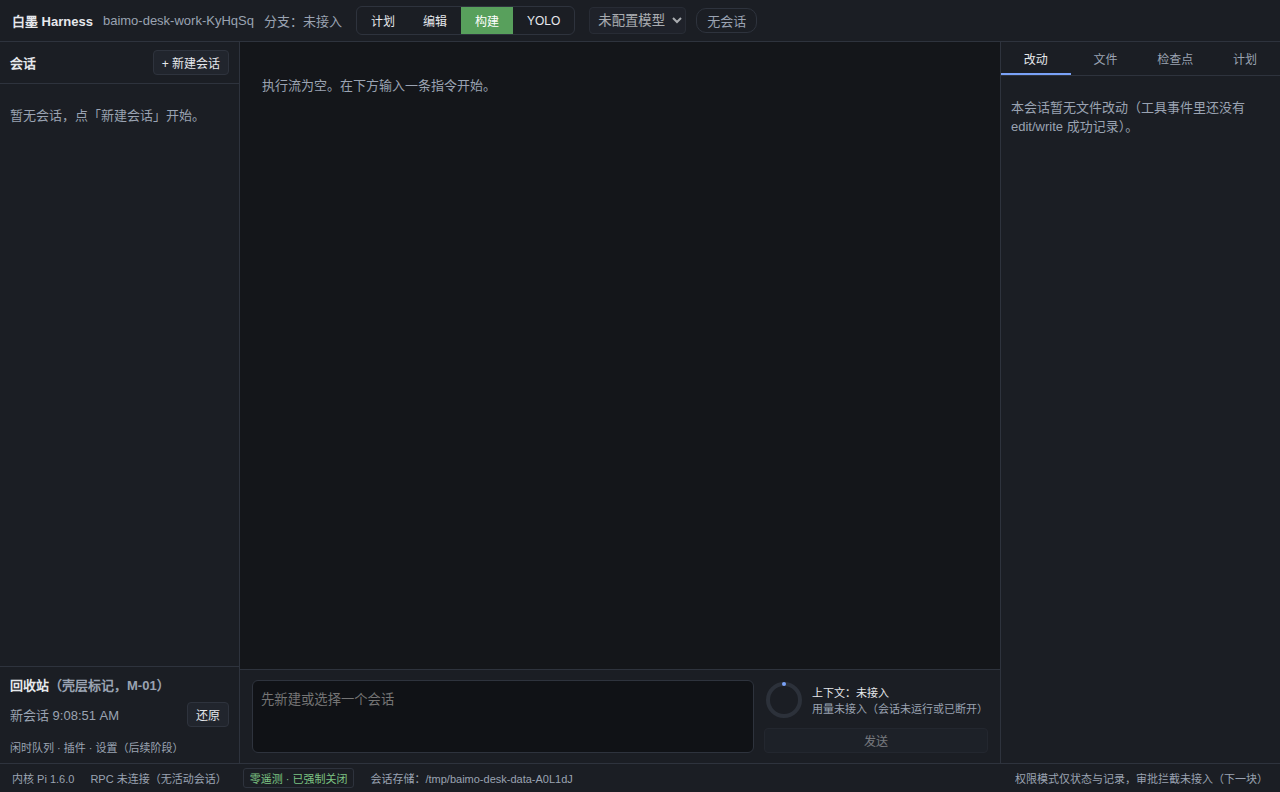 白墨 Harness baimo-desk-work-KyHqSq 分支：未接入 计划 编辑 构建 YOLO 未配置模型 无会话
会话 + 新建会话
暂无会话，点「新建会话」开始。
执行流为空。在下方输入一条指令开始。
改动 文件 检查点 计划
本会话暂无文件改动（工具事件里还没有
edit/write 成功记录）。
回收站（壳层标记，M-01）
新会话 9:08:51 AM 还原
闲时队列 · 插件 · 设置（后续阶段）
先新建或选择一个会话
上下文：未接入
用量未接入（会话未运行或已断开）
发送
内核 Pi 1.6.0 RPC 未连接（无活动会话） 零遥测 · 已强制关闭 会话存储：/tmp/baimo-desk-data-A0L1dJ 权限模式仅状态与记录，审批拦截未接入（下一块）